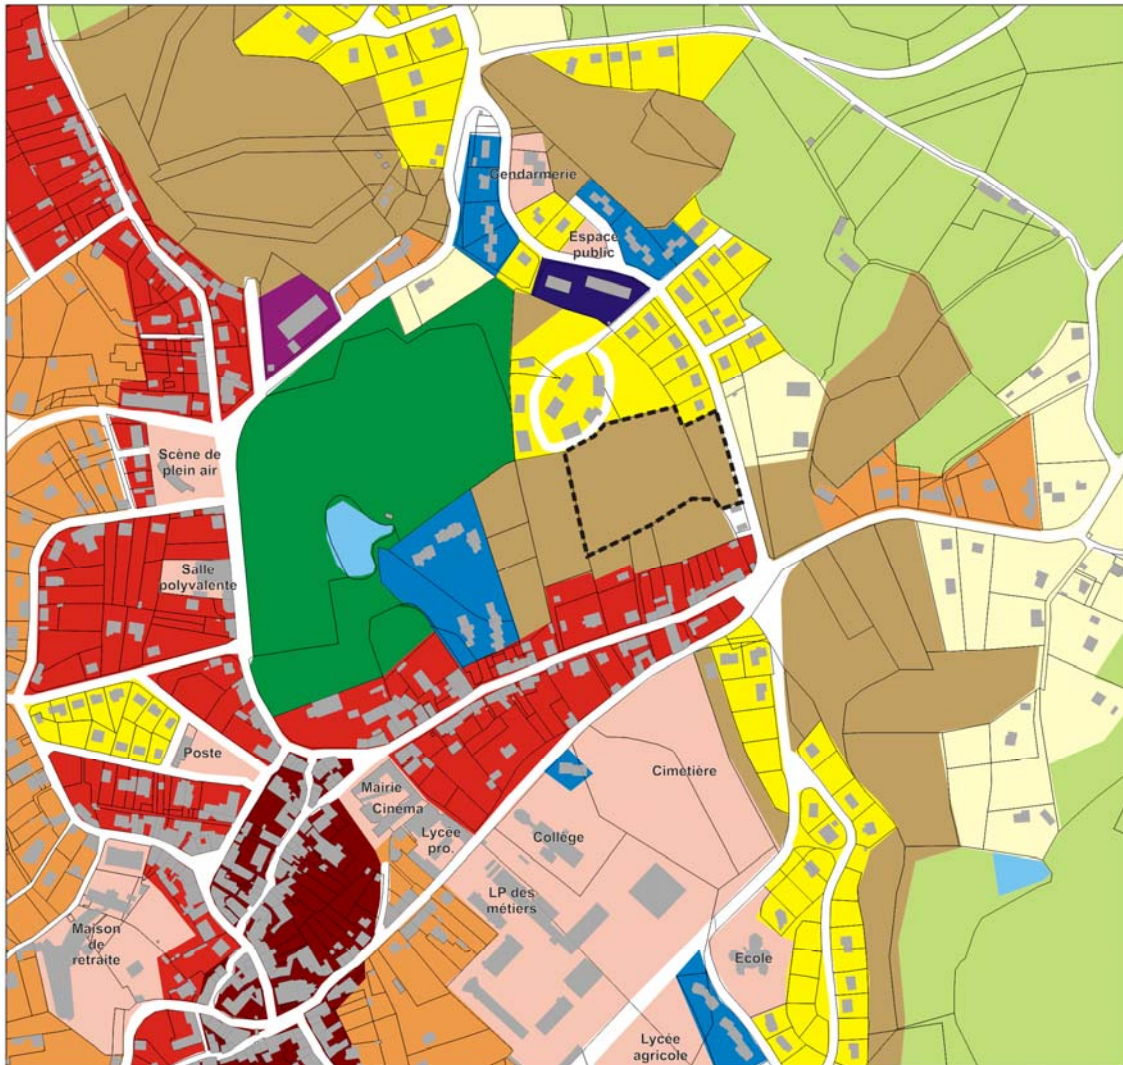 Gendarmerie
Espace
public
Scène de
plein air
Salle
polyvalente
Poste
Mairie
Cinéma
Lycée
pro.
Cimetière
Collège
LP des
métiers
Maison
de
retraite
Ecole
Lycée
agricole